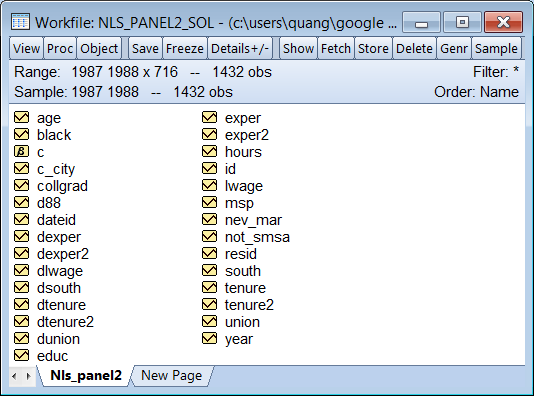 Workfile: NLS_PANEL2_SOL - (c:\users\quang\google ...
View Proc Object Save Freeze Details+/- Show Fetch Store Delete Genr Sample
Range: 1987 1988 x 716 -- 1432 obs Filter: *
Sample: 1987 1988 -- 1432 obs Order: Name
age
black
β c
c_city
collgrad
d88
dateid
dexper
dexper2
dlwage
dsouth
dtenure
dtenure2
dunion
educ
exper
exper2
hours
id
lwage
msp
nev_mar
not_smsa
resid
south
tenure
tenure2
union
year
Nls_panel2 New Page